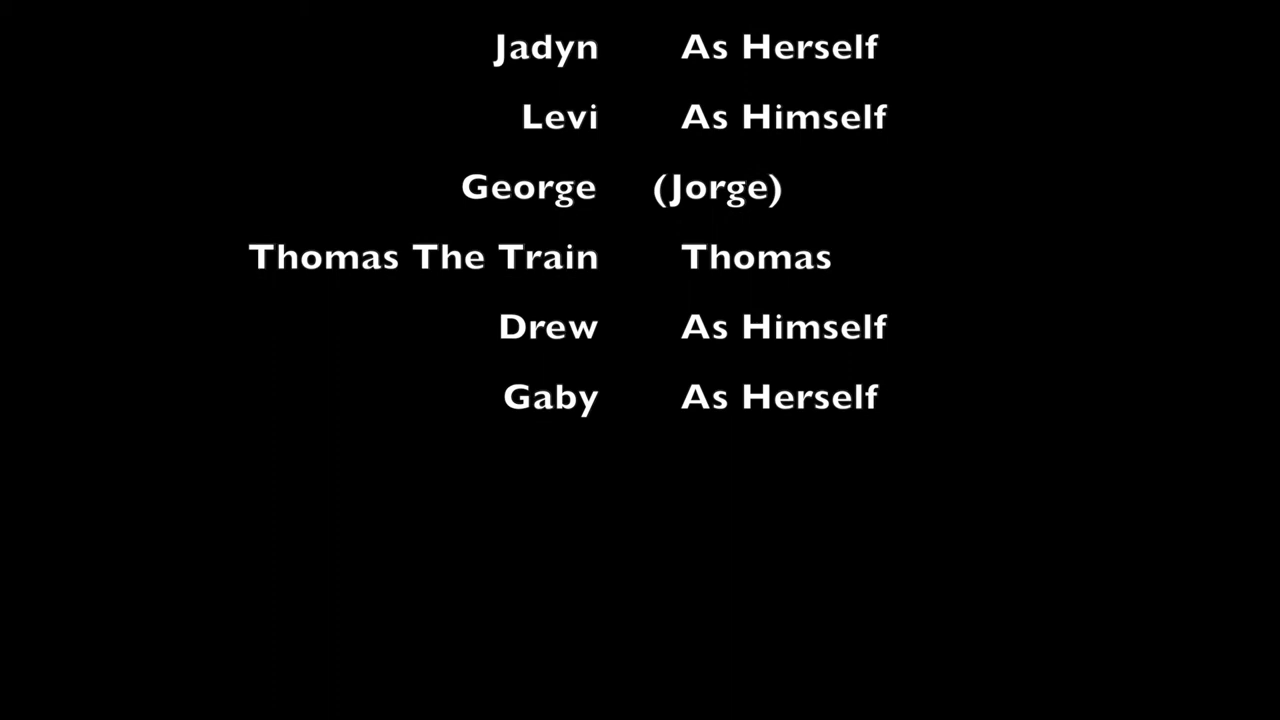 Jadyn As Herself
Levi As Himself
George (Jorge)
Thomas The Train Thomas
Drew As Himself
Gaby As Herself